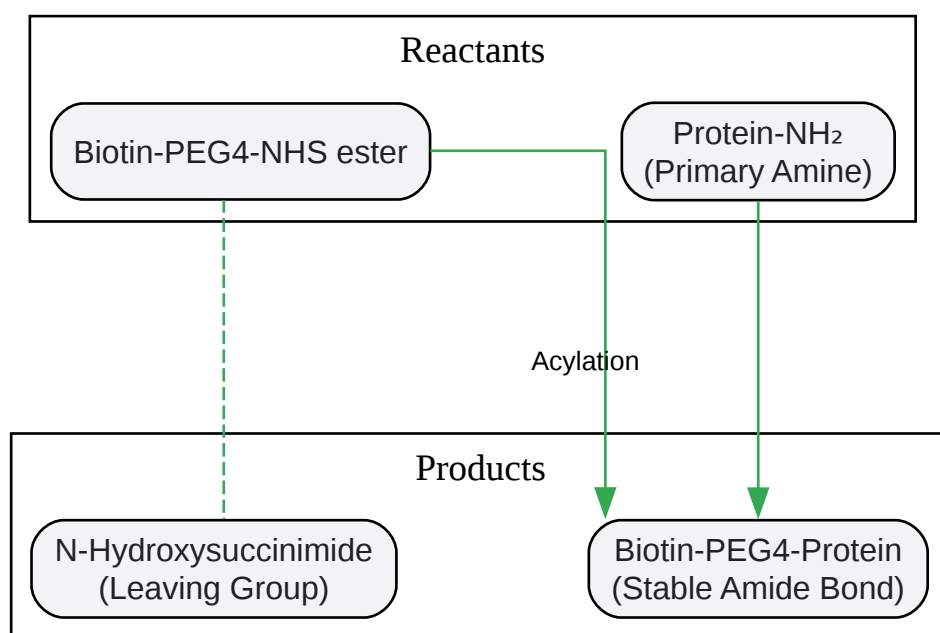 Reactants
Biotin-PEG4-NHS ester
Protein-NH₂
(Primary Amine)
Acylation
Products
N-Hydroxysuccinimide
(Leaving Group)
Biotin-PEG4-Protein
(Stable Amide Bond)